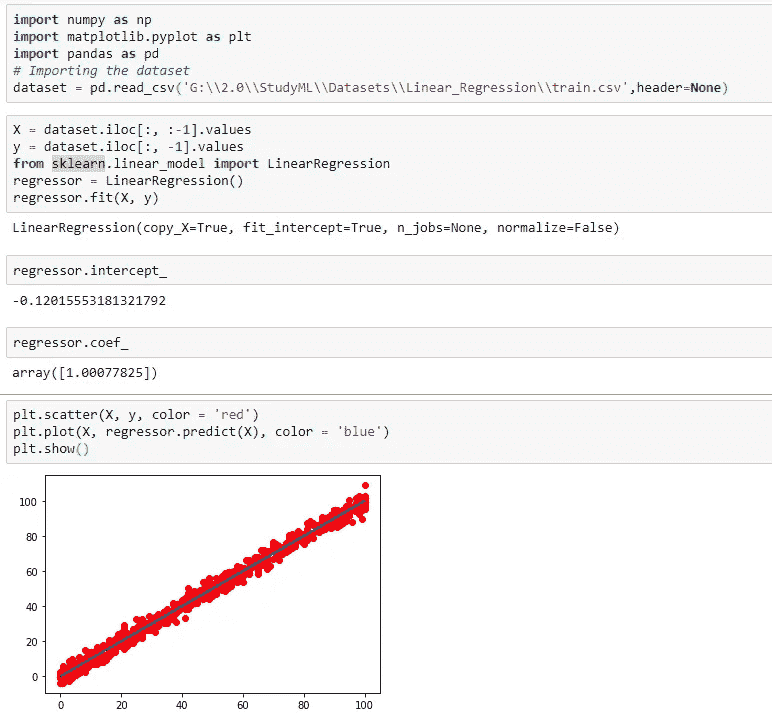 import numpy as np
import matplotlib.pyplot as plt
import pandas as pd
# Importing the dataset
dataset = pd.read_csv('G:\\2.0\\StudyML\\Datasets\\Linear_Regression\\train.csv',header=None)
X = dataset.iloc[:, :-1].values
y = dataset.iloc[:, -1].values
from sklearn.linear_model import LinearRegression
regressor = LinearRegression()
regressor.fit(X, y)
LinearRegression(copy_X=True, fit_intercept=True, n_jobs=None, normalize=False)
regressor.intercept_
-0.12015553181321792
regressor.coef_
array([1.00077825])
plt.scatter(X, y, color = 'red')
plt.plot(X, regressor.predict(X), color = 'blue')
plt.show()
100
80
60
40
20
0
0 20 40 60 80 100